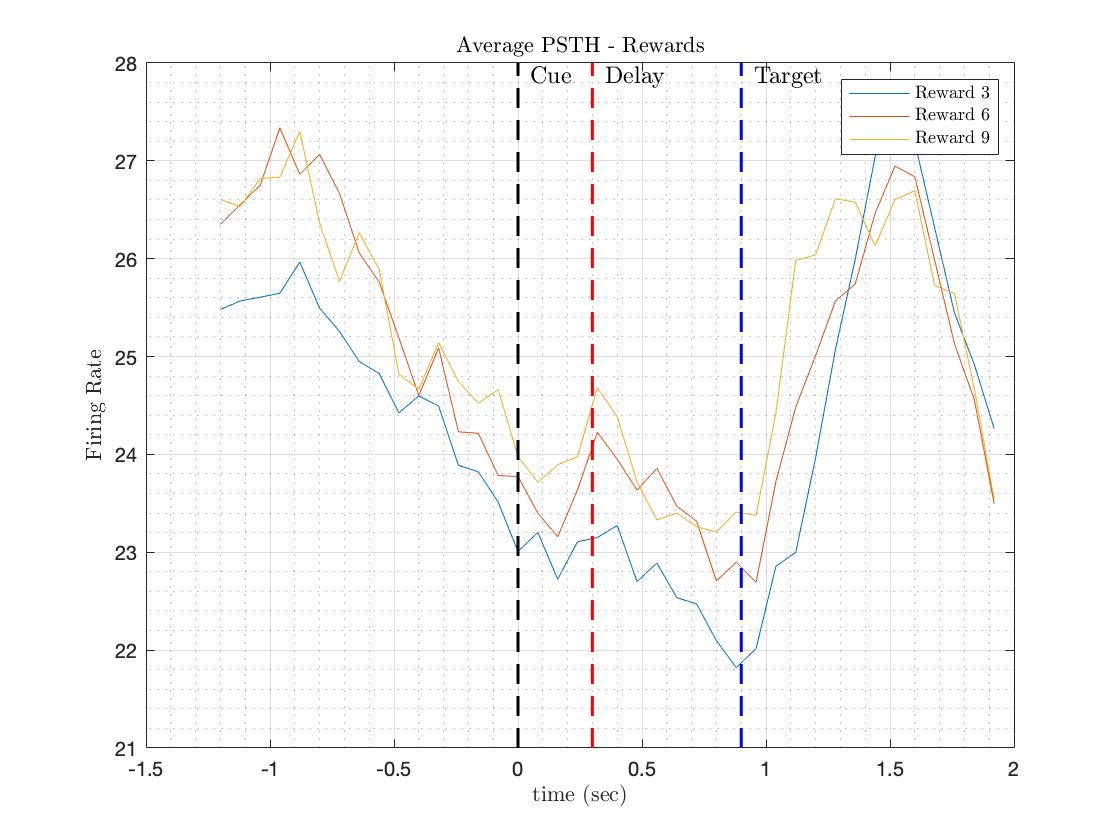 Average PSTH - Rewards
28
Cue
Delay
Target
Reward 3
Reward 6
Reward 9
27
26
25
24
23
22
21
Firing Rate
-1.5
-1
-0.5
0
0.5
1
1.5
2
time (sec)